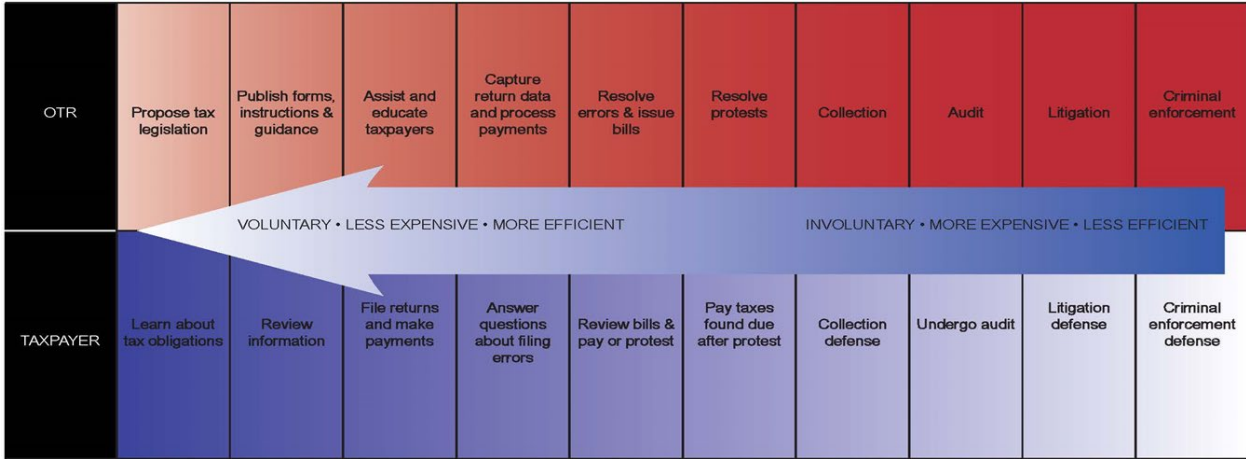 OTR
Propose tax
legislation
Publish forms,
instructions &
guidance
Assist and
educate
taxpayers
Capture
return data
and process
payments
Resolve
errors & issue
bills
Resolve
protests
Collection
Audit
Litigation
Criminal
enforcement
VOLUNTARY • LESS EXPENSIVE • MORE EFFICIENT
INVOLUNTARY • MORE EXPENSIVE • LESS EFFICIENT
TAXPAYER
Learn about
tax obligations
Review
information
File returns
and make
payments
Answer
questions
about filing
errors
Review bills &
pay or protest
Pay taxes
found due
after protest
Collection
defense
Undergo audit
Litigation
defense
Criminal
enforcement
defense